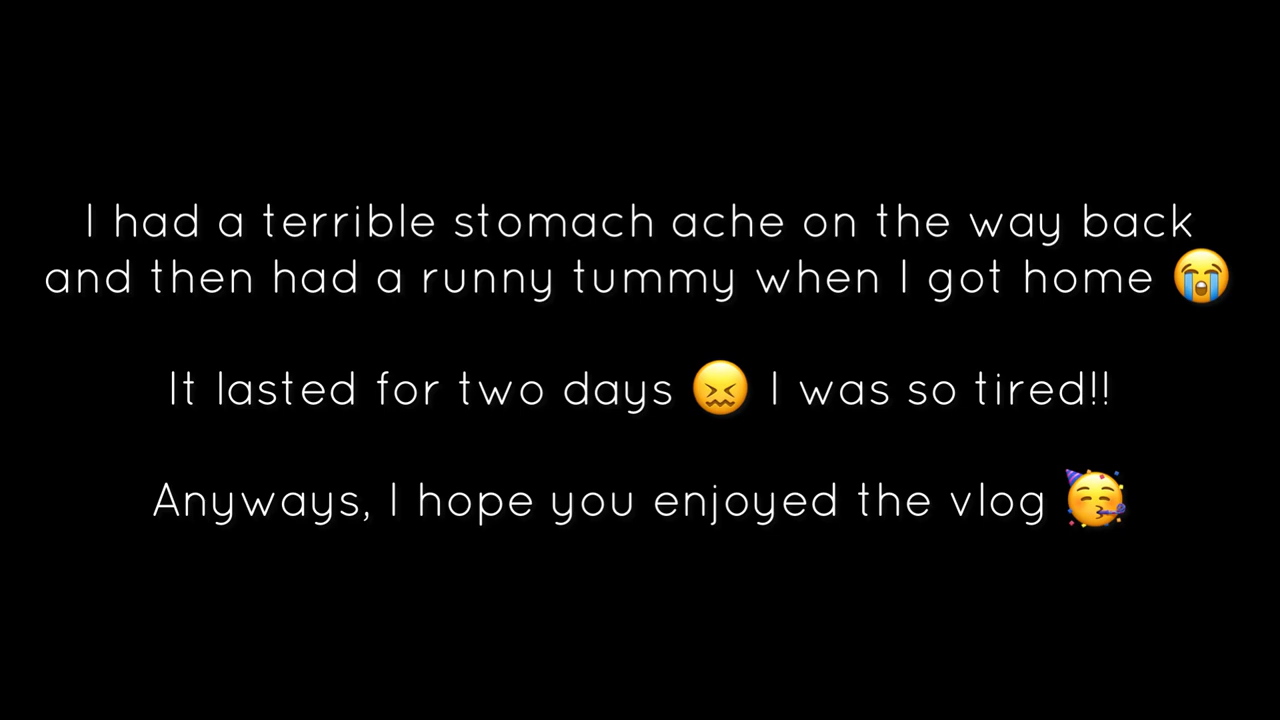 I had a terrible stomach ache on the way back
and then had a runny tummy when I got home 😭
It lasted for two days 😖 I was so tired!!
Anyways, I hope you enjoyed the vlog 🥳